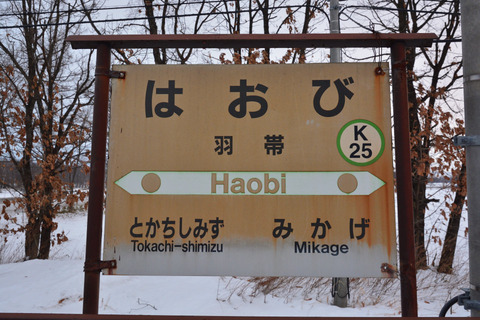 はおび
羽帯
K
25
Haobi
とかちしみず みかげ
Tokachi-shimizu Mikage